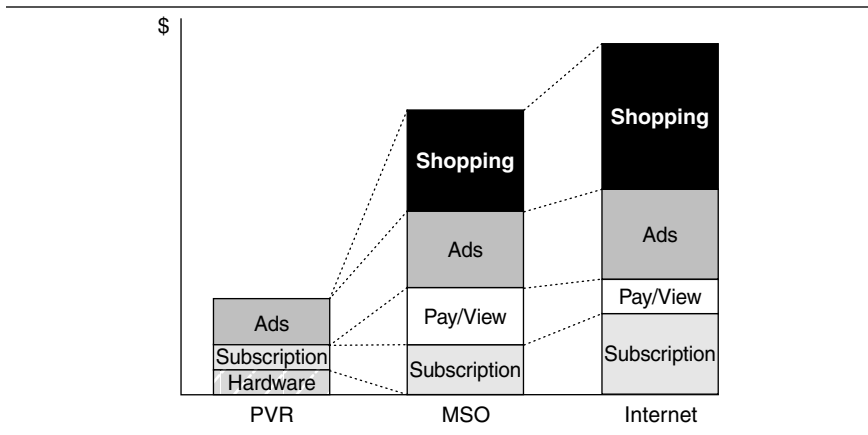 $
Shopping
Shopping
Ads
Ads
Pay/View
Pay/View
Ads
Subscription
Subscription
Subscription
Hardware
PVR MSO Internet